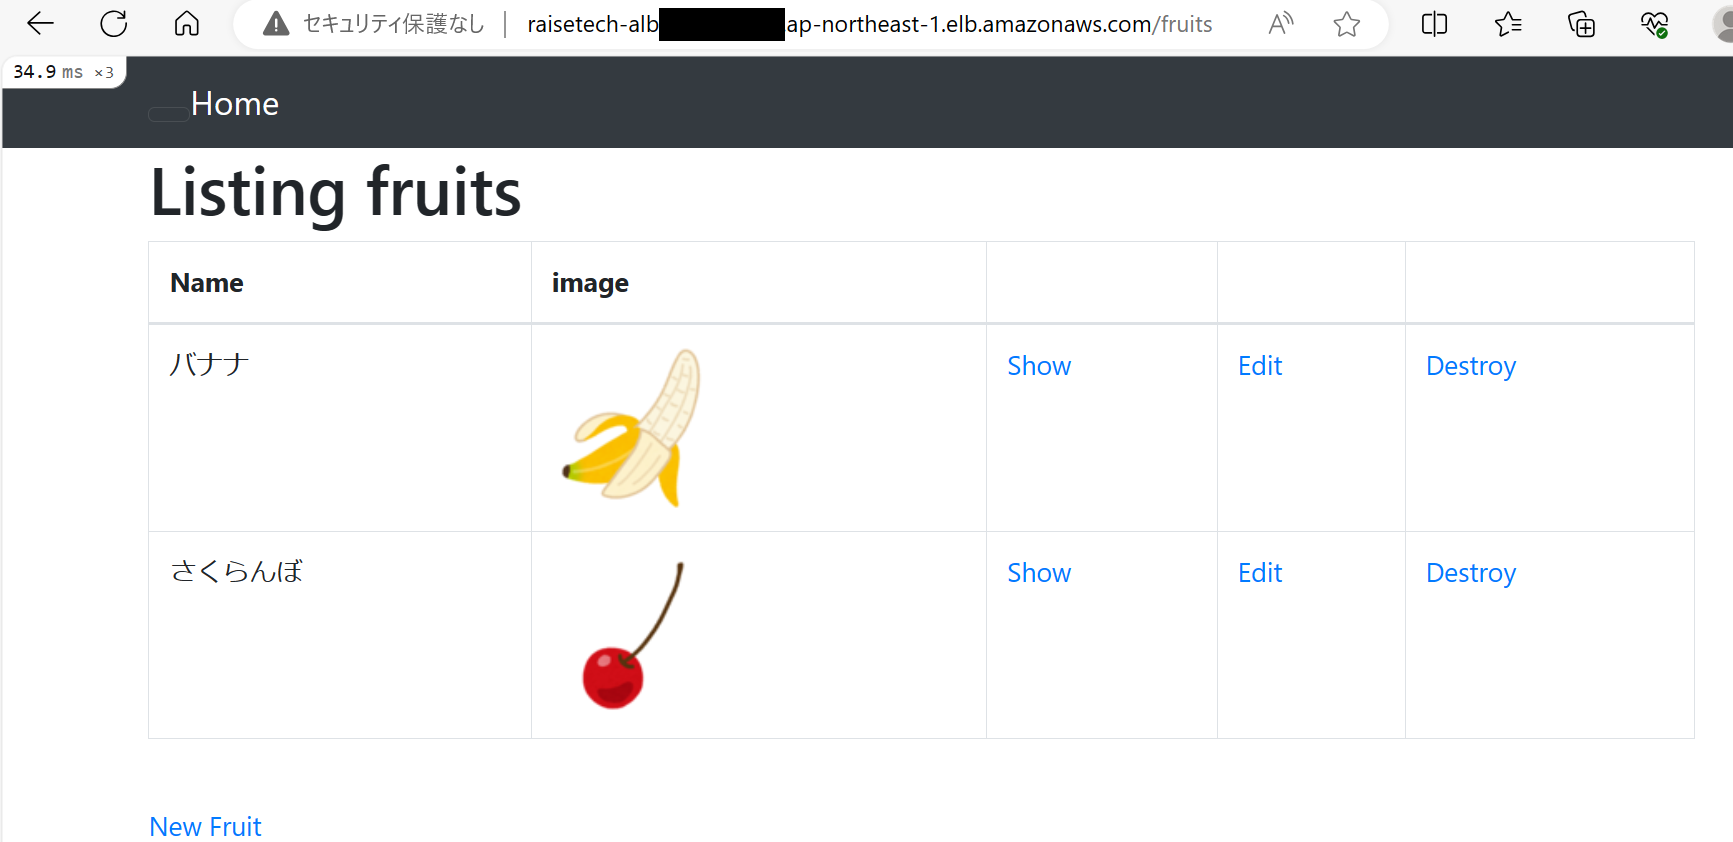 セキュリティ保護なし raisetech-alb ap-northeast-1.elb.amazonaws.com/fruits
34.9 ms ×3
Home
Listing fruits
Name image
バナナ Show Edit Destroy
さくらんぼ Show Edit Destroy
New Fruit